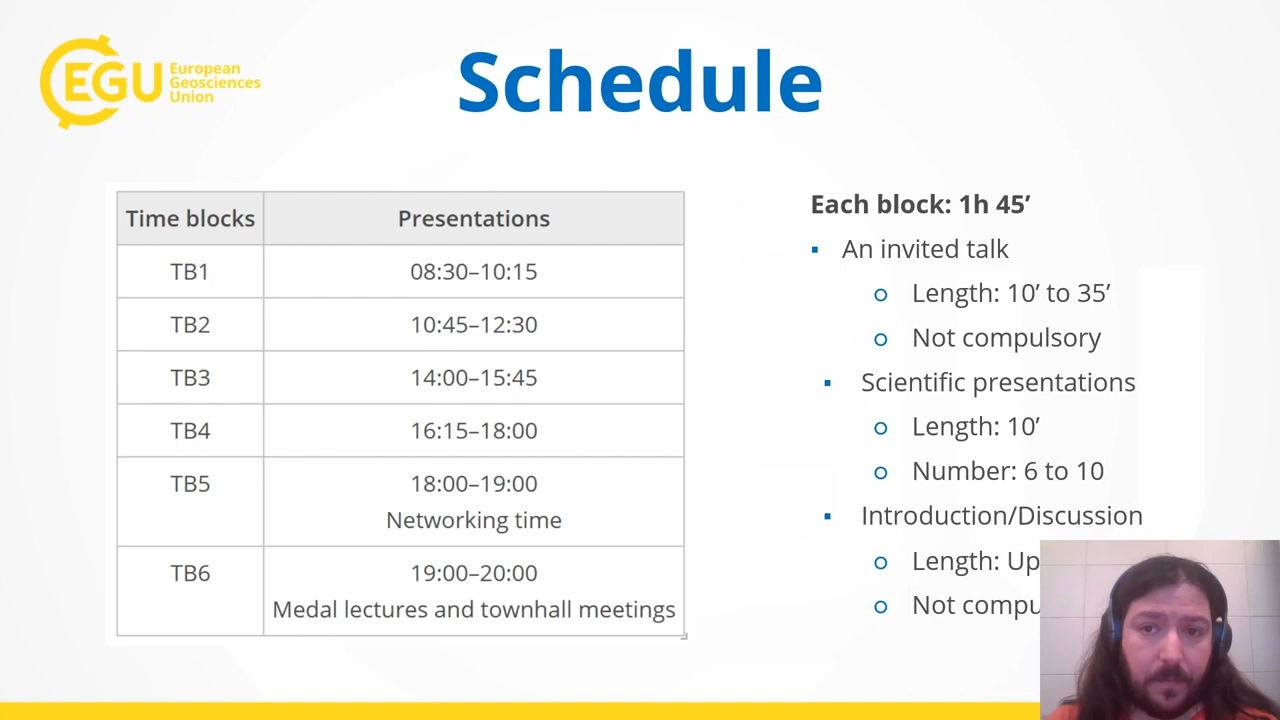 EGU
European
Geosciences
Union
Schedule
Time blocks Presentations
TB1 08:30–10:15
TB2 10:45–12:30
TB3 14:00–15:45
TB4 16:15–18:00
TB5 18:00–19:00
Networking time
TB6 19:00–20:00
Medal lectures and townhall meetings
Each block: 1h 45’
An invited talk
Length: 10’ to 35’
Not compulsory
Scientific presentations
Length: 10’
Number: 6 to 10
Introduction/Discussion
Length: Up
Not